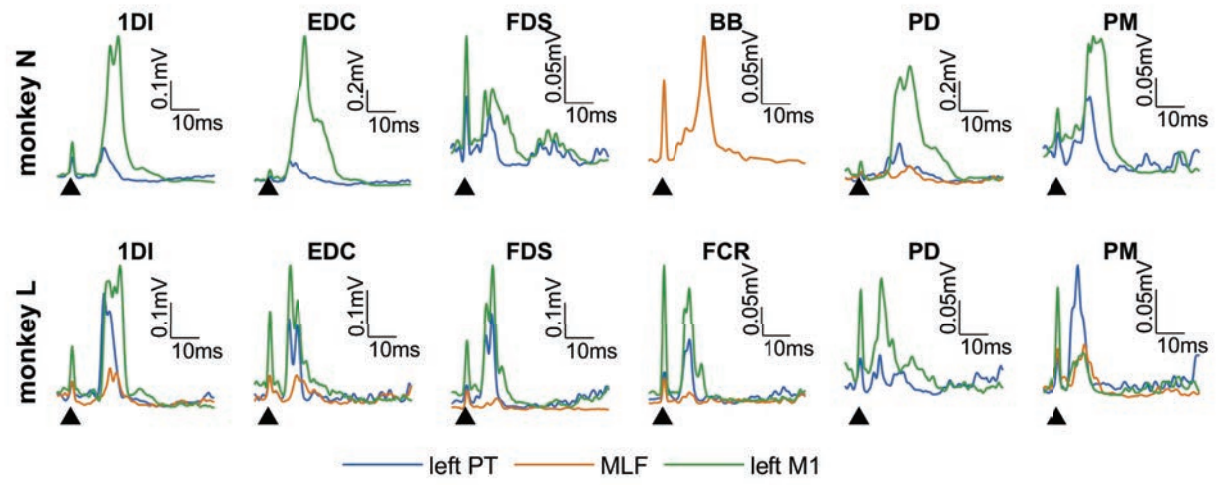 1DI EDC FDS BB PD PM
monkey N
0.1mV 0.2mV 0.05mV 0.05mV 0.2mV 0.05mV
10ms 10ms 10ms 10ms 10ms 10ms
1DI EDC FDS FCR PD PM
monkey L
0.1mV 0.1mV 0.1mV 0.05mV 0.05mV 0.05mV
10ms 10ms 10ms 10ms 10ms 10ms
left PT MLF left M1